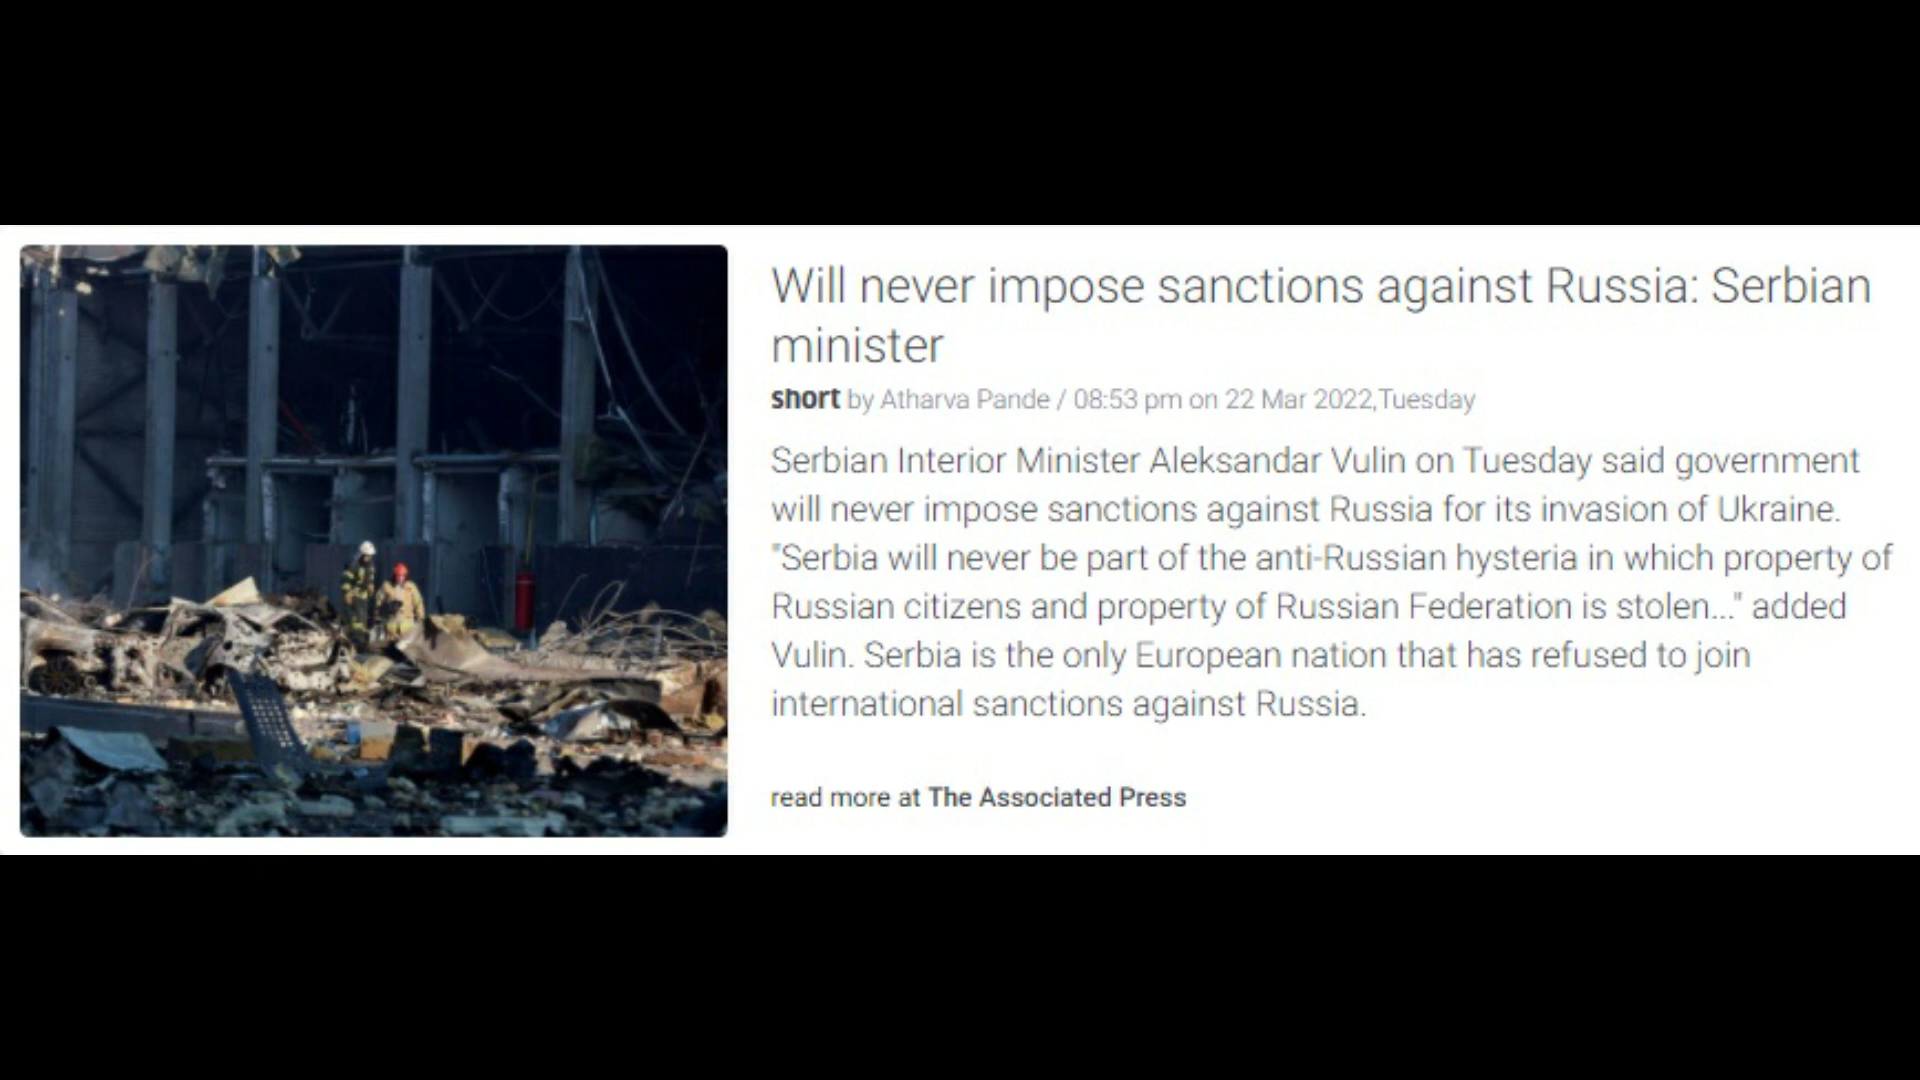 Will never impose sanctions against Russia: Serbian
minister
short by Atharva Pande / 08:53 pm on 22 Mar 2022,Tuesday
Serbian Interior Minister Aleksandar Vulin on Tuesday said government
will never impose sanctions against Russia for its invasion of Ukraine.
"Serbia will never be part of the anti-Russian hysteria in which property of
Russian citizens and property of Russian Federation is stolen..." added
Vulin. Serbia is the only European nation that has refused to join
international sanctions against Russia.
read more at The Associated Press